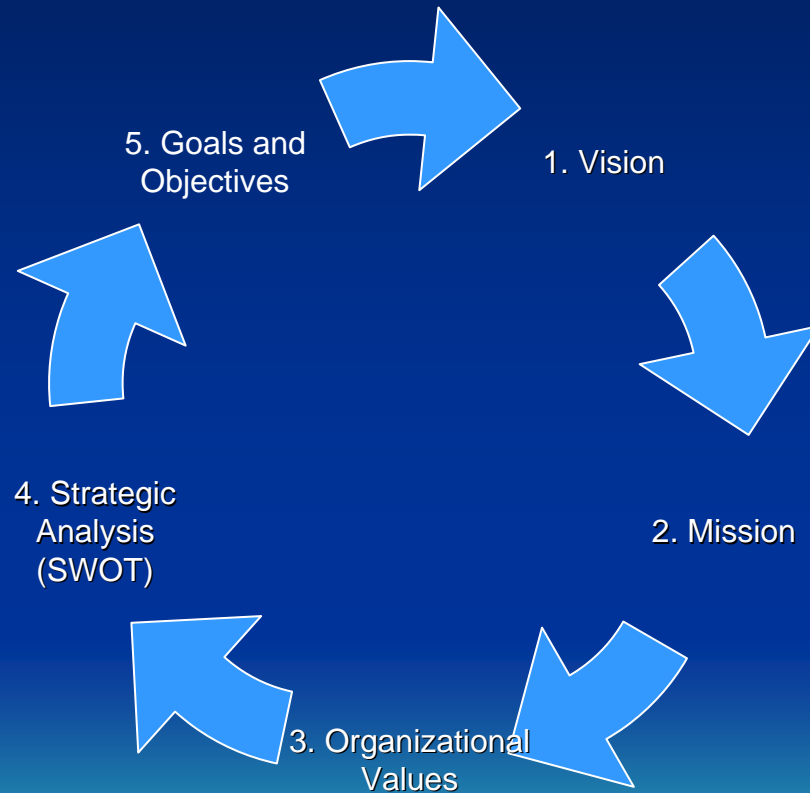 1. Vision
2. Mission
3. Organizational
Values
4. Strategic
Analysis
(SWOT)
5. Goals and
Objectives